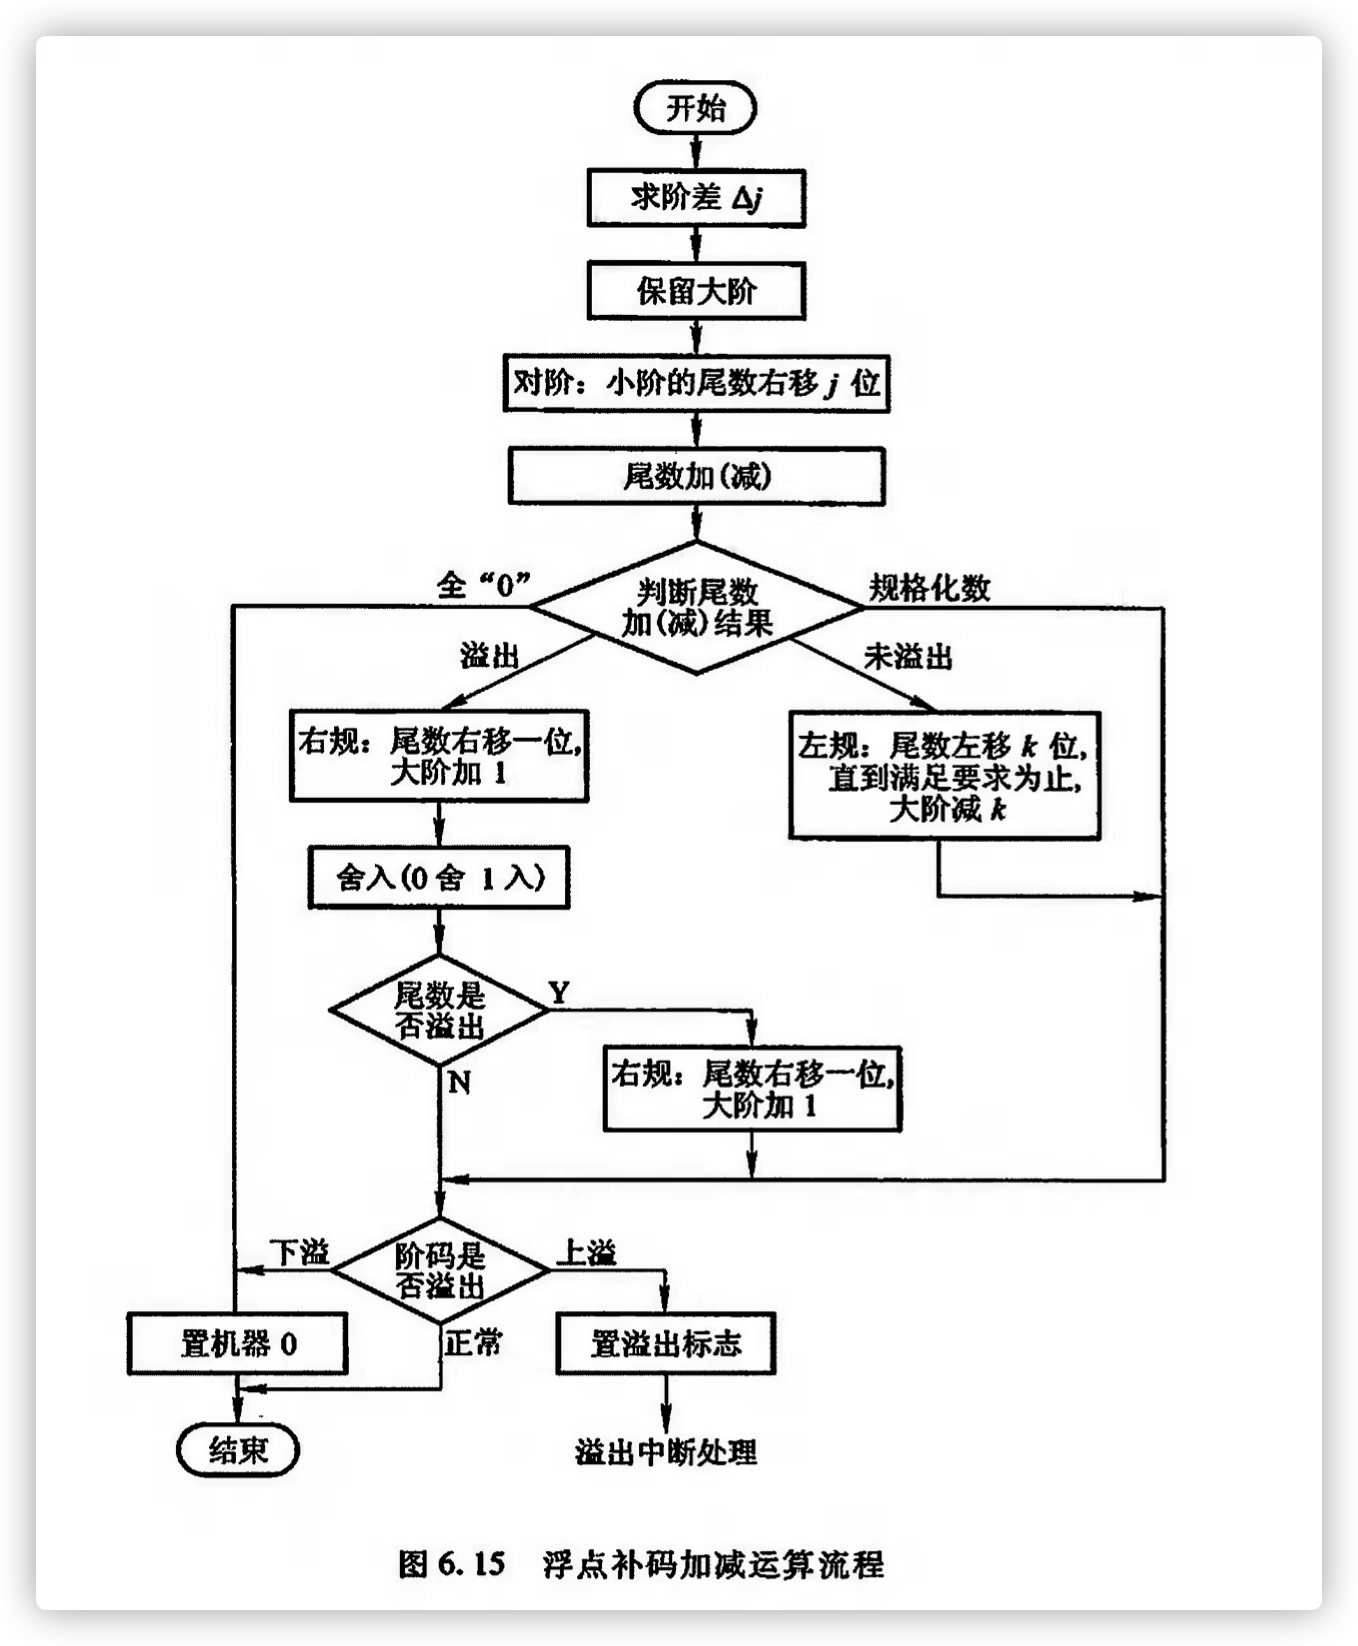 开始
求阶差 Δj
保留大阶
对阶：小阶的尾数右移 j 位
尾数加(减)
全“0”
判断尾数
加(减)结果
规格化数
溢出
未溢出
右规：尾数右移一位,
大阶加 1
左规：尾数左移 k 位,
直到满足要求为止,
大阶减 k
舍入(0 舍 1 入)
尾数是
否溢出
Y
N
右规：尾数右移一位,
大阶加 1
下溢
阶码是
否溢出
上溢
置机器 0
正常
置溢出标志
结束
溢出中断处理
图 6.15 浮点补码加减运算流程